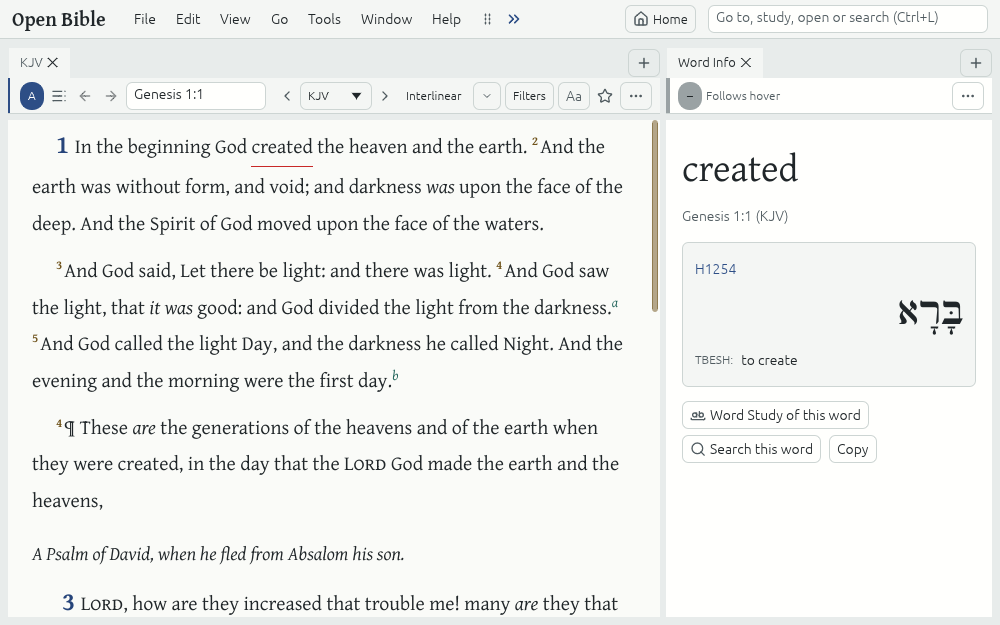 Open Bible File Edit View Go Tools Window Help Home Go to, study, open or search (Ctrl+L)
KJV
Word Info
A Genesis 1:1 KJV Interlinear Filters Aa
Follows hover
1 In the beginning God created the heaven and the earth. 2 And the
earth was without form, and void; and darkness was upon the face of the
deep. And the Spirit of God moved upon the face of the waters.
3 And God said, Let there be light: and there was light. 4 And God saw
the light, that it was good: and God divided the light from the darkness.a
5 And God called the light Day, and the darkness he called Night. And the
evening and the morning were the first day.b
4 ¶ These are the generations of the heavens and of the earth when
they were created, in the day that the LORD God made the earth and the
heavens,
A Psalm of David, when he fled from Absalom his son.
3 LORD, how are they increased that trouble me! many are they that
created
Genesis 1:1 (KJV)
H1254
בָּרָא
TBESH: to create
Word Study of this word
Search this word
Copy